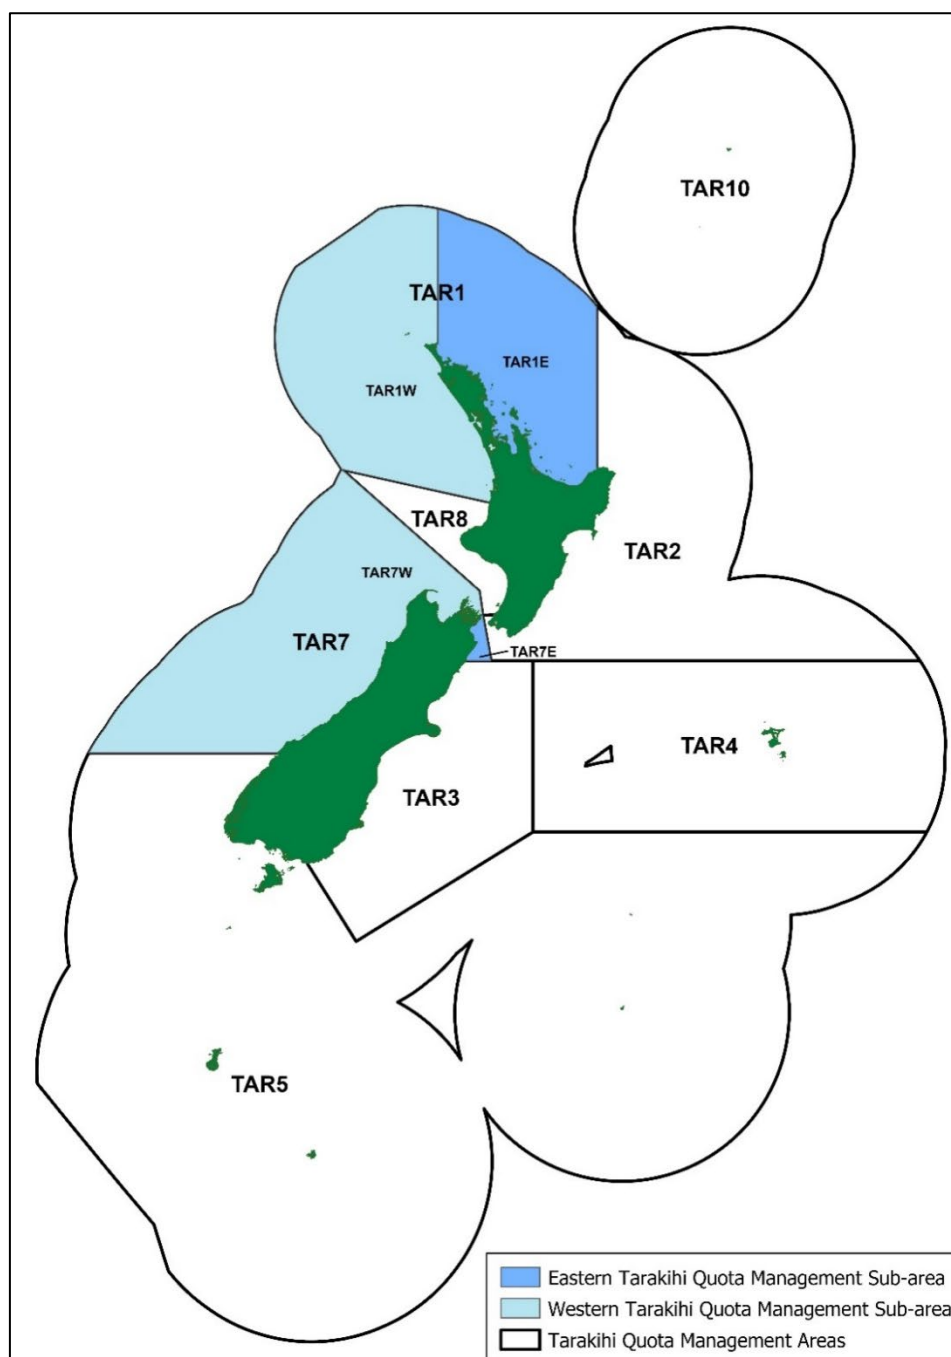 TAR10
TAR1
TAR1E
TAR1W
TAR8
TAR2
TAR7W
TAR7
TAR7E
TAR4
TAR3
TAR5
Eastern Tarakihi Quota Management Sub-area
Western Tarakihi Quota Management Sub-area
Tarakihi Quota Management Areas